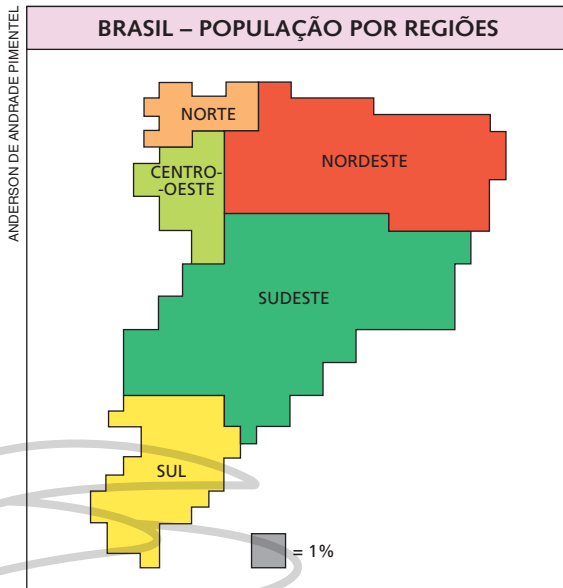 ANDERSON DE ANDRADE PIMENTEL
BRASIL – POPULAÇÃO POR REGIÕES
NORTE
NORDESTE
CENTRO-
-OESTE
SUDESTE
SUL
= 1%